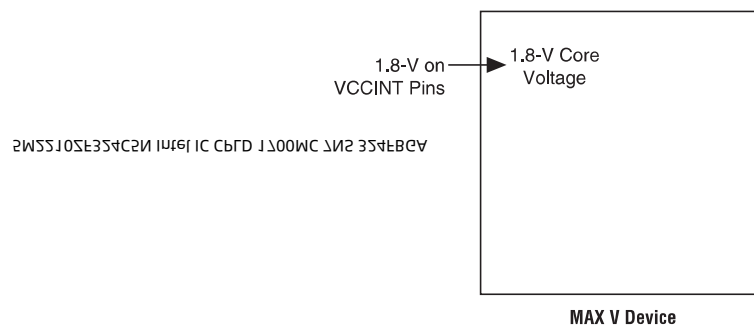 1.8-V on
VCCINT Pins
1.8-V Core
Voltage
5M2210ZF324C5N Intel IC CPLD 1700MC 7NS 324FBGA
MAX V Device